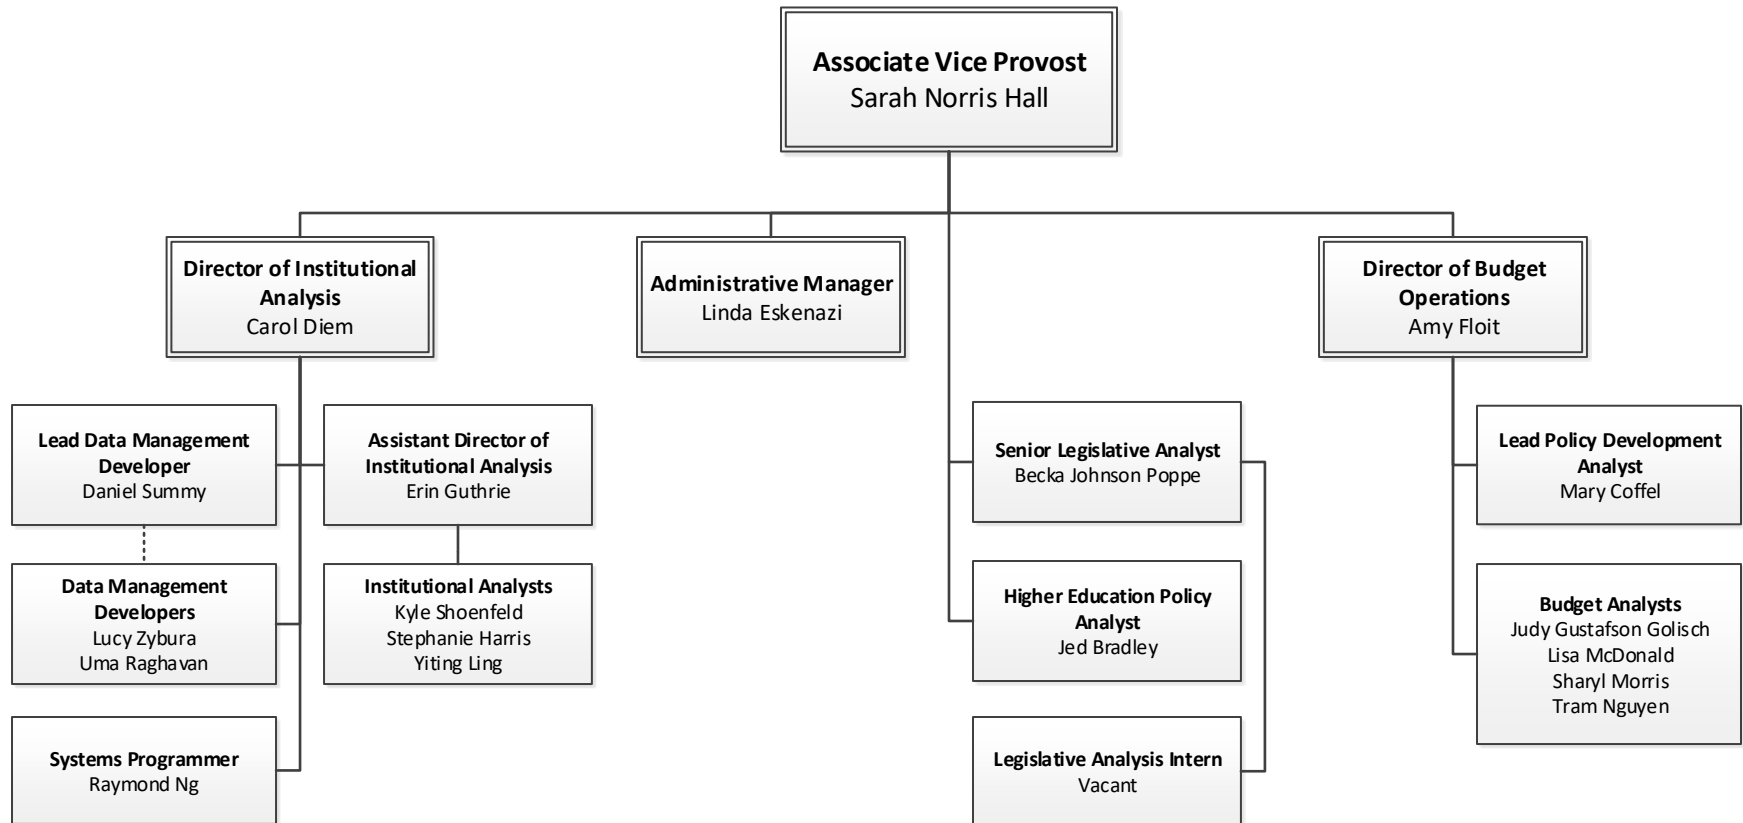 Associate Vice Provost
Sarah Norris Hall
Director of Institutional
Analysis
Carol Diem
Administrative Manager
Linda Eskenazi
Director of Budget
Operations
Amy Floit
Lead Data Management
Developer
Daniel Summy
Assistant Director of
Institutional Analysis
Erin Guthrie
Senior Legislative Analyst
Becka Johnson Poppe
Lead Policy Development
Analyst
Mary Coffel
Data Management
Developers
Lucy Zybura
Uma Raghavan
Institutional Analysts
Kyle Shoenfeld
Stephanie Harris
Yiting Ling
Higher Education Policy
Analyst
Jed Bradley
Budget Analysts
Judy Gustafson Golisch
Lisa McDonald
Sharyl Morris
Tram Nguyen
Systems Programmer
Raymond Ng
Legislative Analysis Intern
Vacant